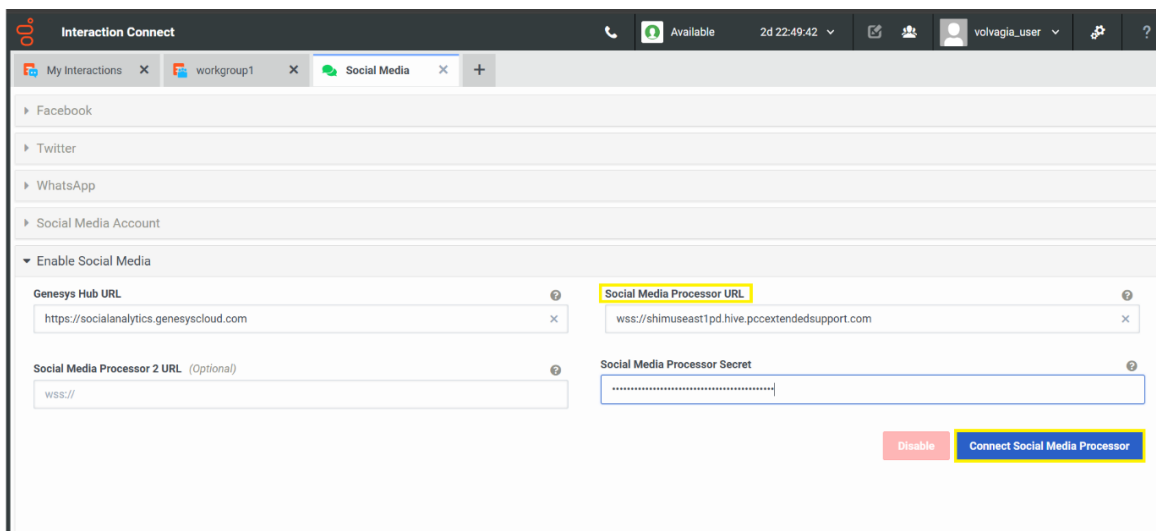 Interaction Connect
Available
2d 22:49:42
volvagia_user
?
My Interactions
workgroup1
Social Media
Facebook
Twitter
WhatsApp
Social Media Account
Enable Social Media
Genesys Hub URL
Social Media Processor URL
https://socialanalytics.genesyscloud.com
wss://shimuseast1pd.hive.pccextendedsupport.com
Social Media Processor 2 URL (Optional)
Social Media Processor Secret
wss://
Disable
Connect Social Media Processor